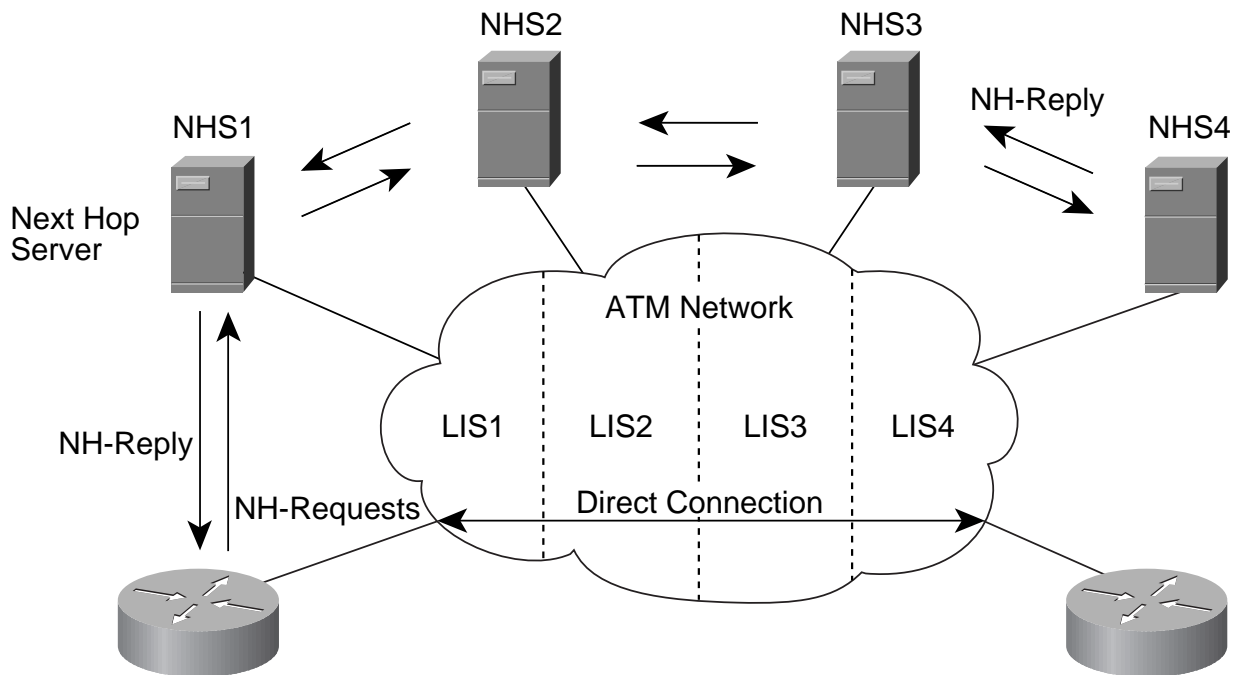 NHS2
NHS3
NH-Reply
NHS1
NHS4
Next Hop
Server
ATM Network
LIS1
LIS2
LIS3
LIS4
NH-Reply
NH-Requests
Direct Connection